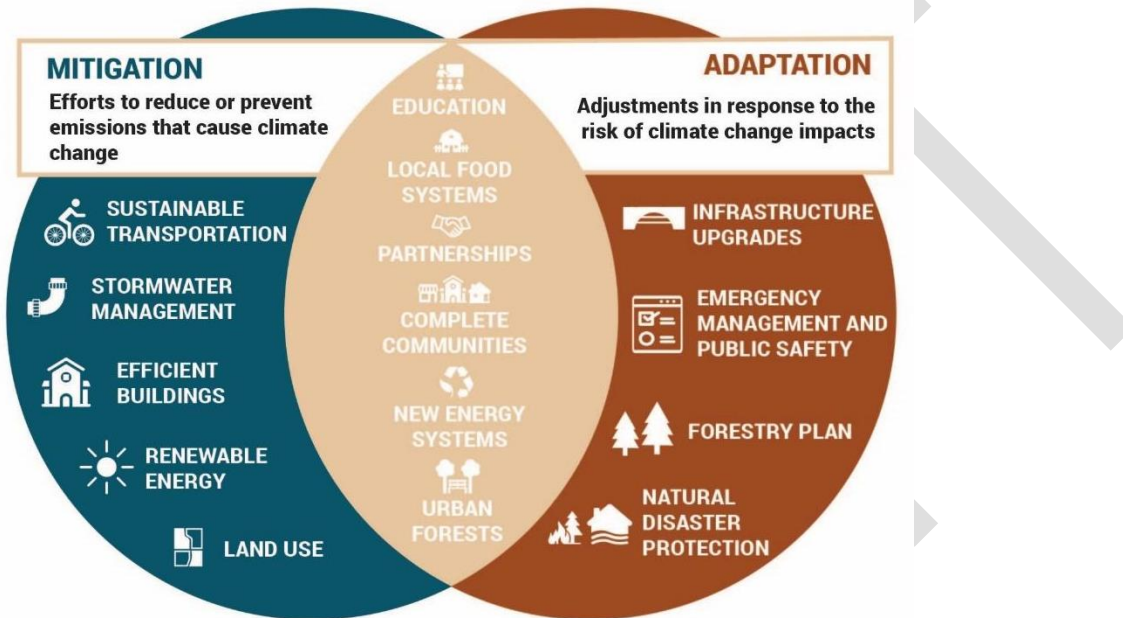 MITIGATION
Efforts to reduce or prevent
emissions that cause climate
change
SUSTAINABLE
TRANSPORTATION
STORMWATER
MANAGEMENT
EFFICIENT
BUILDINGS
RENEWABLE
ENERGY
LAND USE
EDUCATION
LOCAL FOOD
SYSTEMS
PARTNERSHIPS
COMPLETE
COMMUNITIES
NEW ENERGY
SYSTEMS
URBAN
FORESTS
ADAPTATION
Adjustments in response to the
risk of climate change impacts
INFRASTRUCTURE
UPGRADES
EMERGENCY
MANAGEMENT AND
PUBLIC SAFETY
FORESTRY PLAN
NATURAL
DISASTER
PROTECTION